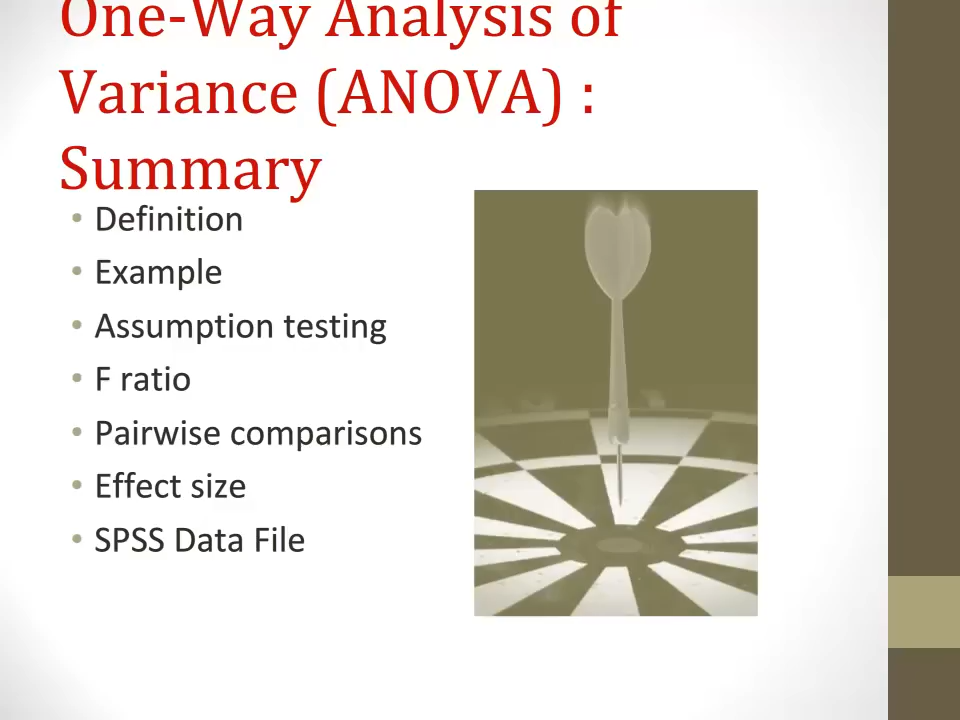 One-Way Analysis of
Variance (ANOVA) :
Summary
• Definition
• Example
• Assumption testing
• F ratio
• Pairwise comparisons
• Effect size
• SPSS Data File